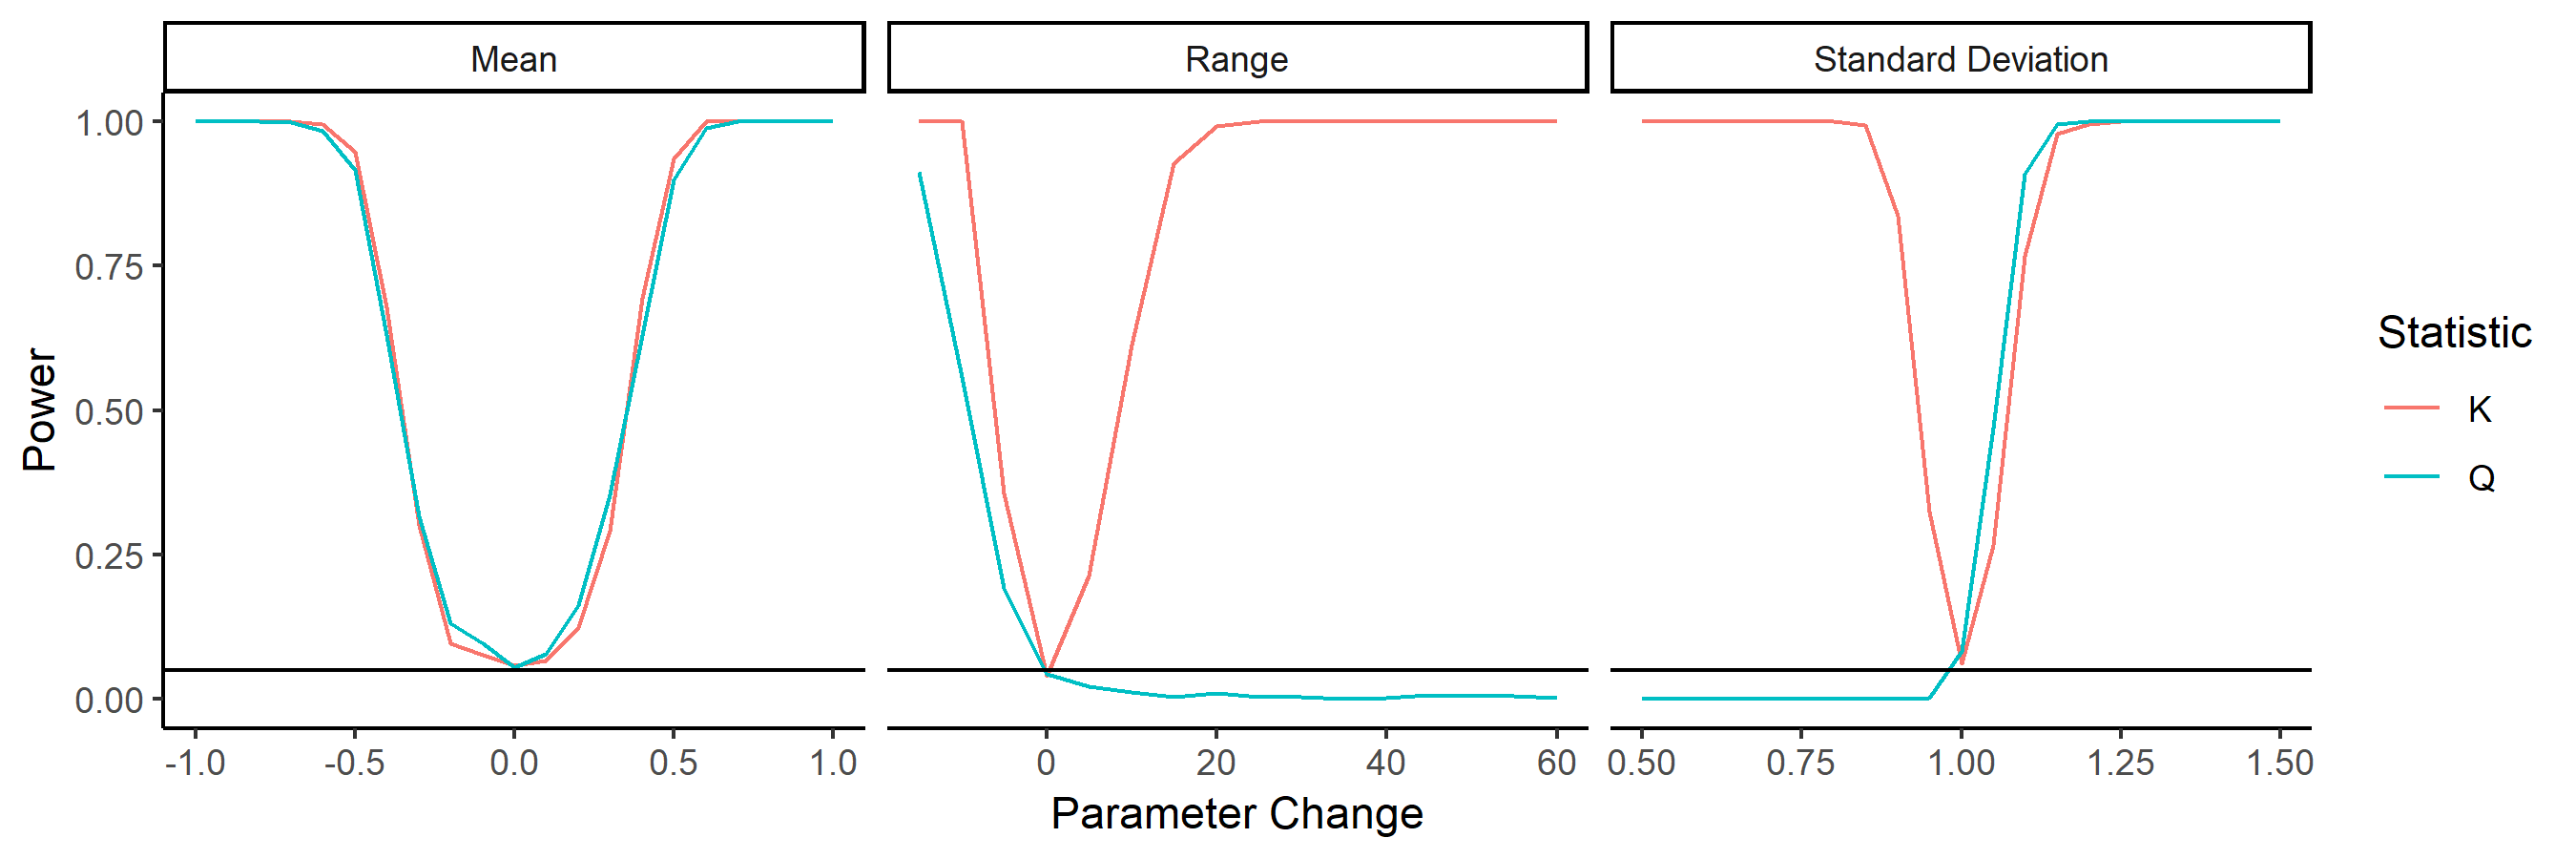 Mean
Range
Standard Deviation
1.00
0.75
0.50
0.25
0.00
Power
-1.0 -0.5 0.0 0.5 1.0
0 20 40 60
0.50 0.75 1.00 1.25 1.50
Parameter Change
Statistic
K
Q